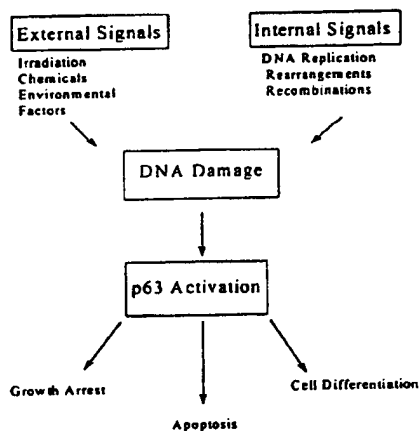 External Signals
Irradiation
Chemicals
Environmental
Factors
Internal Signals
DNA Replication
Rearrangements
Recombinations
DNA Damage
p63 Activation
Growth Arrest
Apoptosis
Cell Differentiation